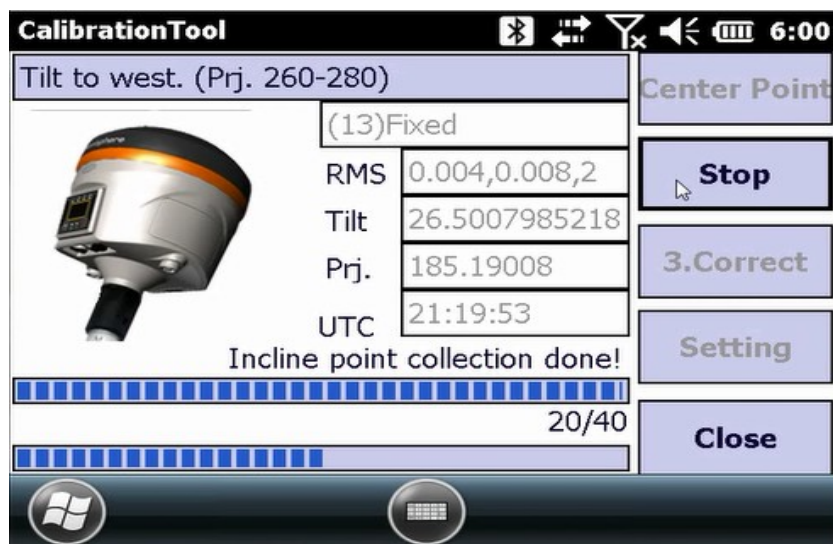 CalibrationTool 6:00
Tilt to west. (Prj. 260-280)
Center Point
(13)Fixed
RMS 0.004,0.008,2
Stop
Tilt 26.5007985218
Prj. 185.19008
3.Correct
UTC 21:19:53
Incline point collection done!
Setting
20/40
Close